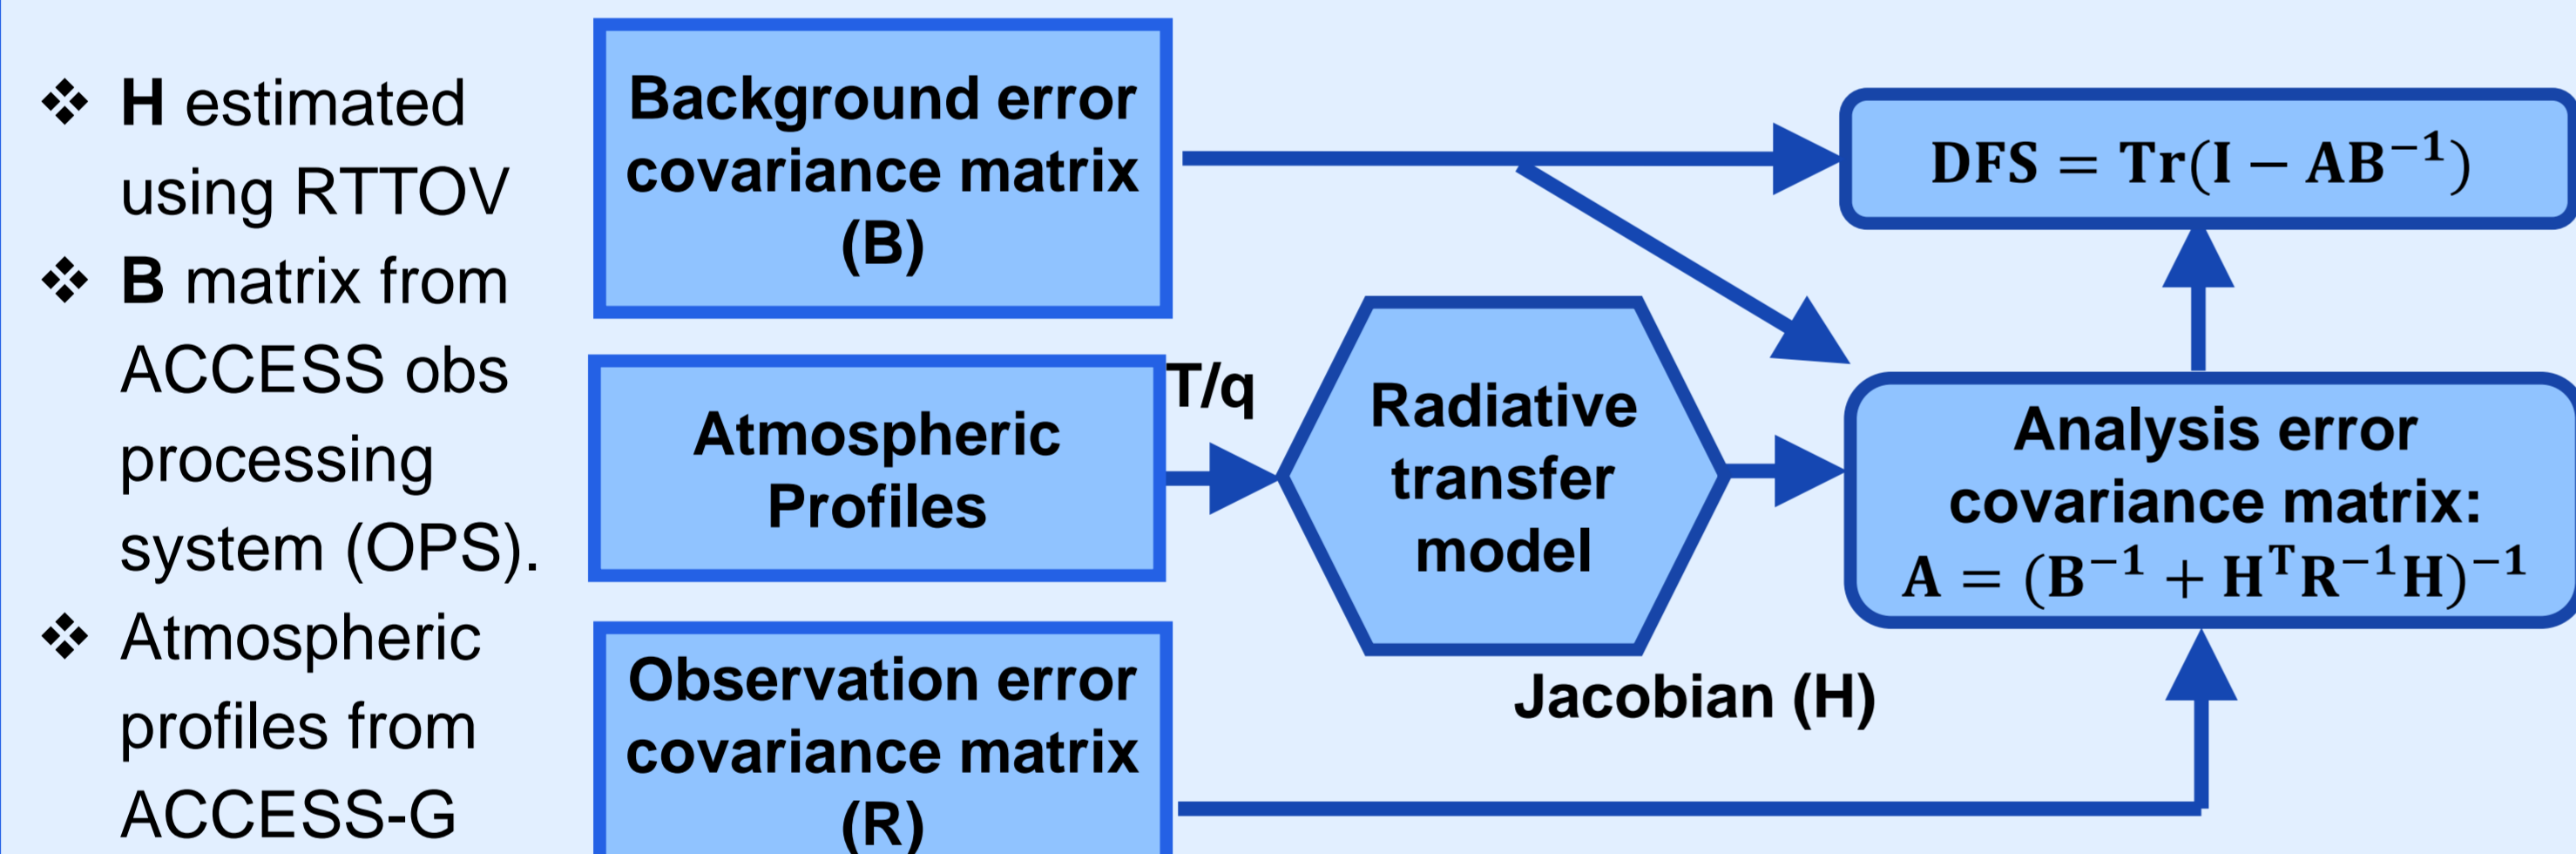 ❖ H estimated
using RTTOV
❖ B matrix from
ACCESS obs
processing
system (OPS).
❖ Atmospheric
profiles from
ACCESS-G
Background error
covariance matrix
(B)
Atmospheric
Profiles
Observation error
covariance matrix
(R)
T/q
Radiative
transfer
model
Jacobian (H)
DFS = Tr(I − AB⁻¹)
Analysis error
covariance matrix:
A = (B⁻¹ + HᵀR⁻¹H)⁻¹